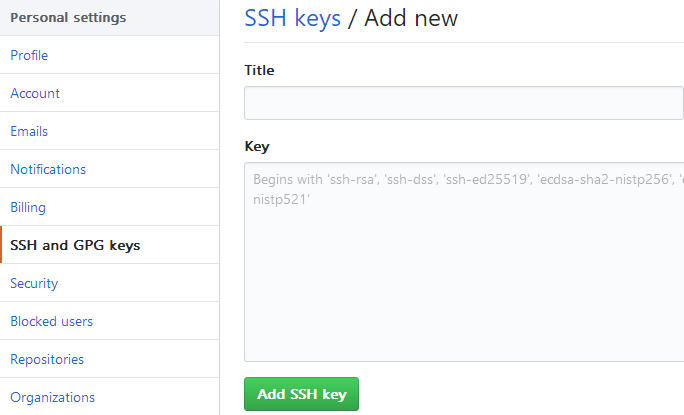 Personal settings
Profile
Account
Emails
Notifications
Billing
SSH and GPG keys
Security
Blocked users
Repositories
Organizations
SSH keys / Add new
Title
Key
Begins with 'ssh-rsa', 'ssh-dss', 'ssh-ed25519', 'ecdsa-sha2-nistp256', '
nistp521'
Add SSH key